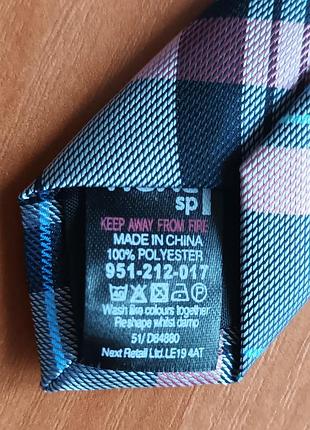 sp
KEEP AWAY FROM FIRE
MADE IN CHINA
100% POLYESTER
951-212-017
Wash like colours together
Reshape whilst damp
51/ D64880
Next Retail Ltd. LE19 4AT